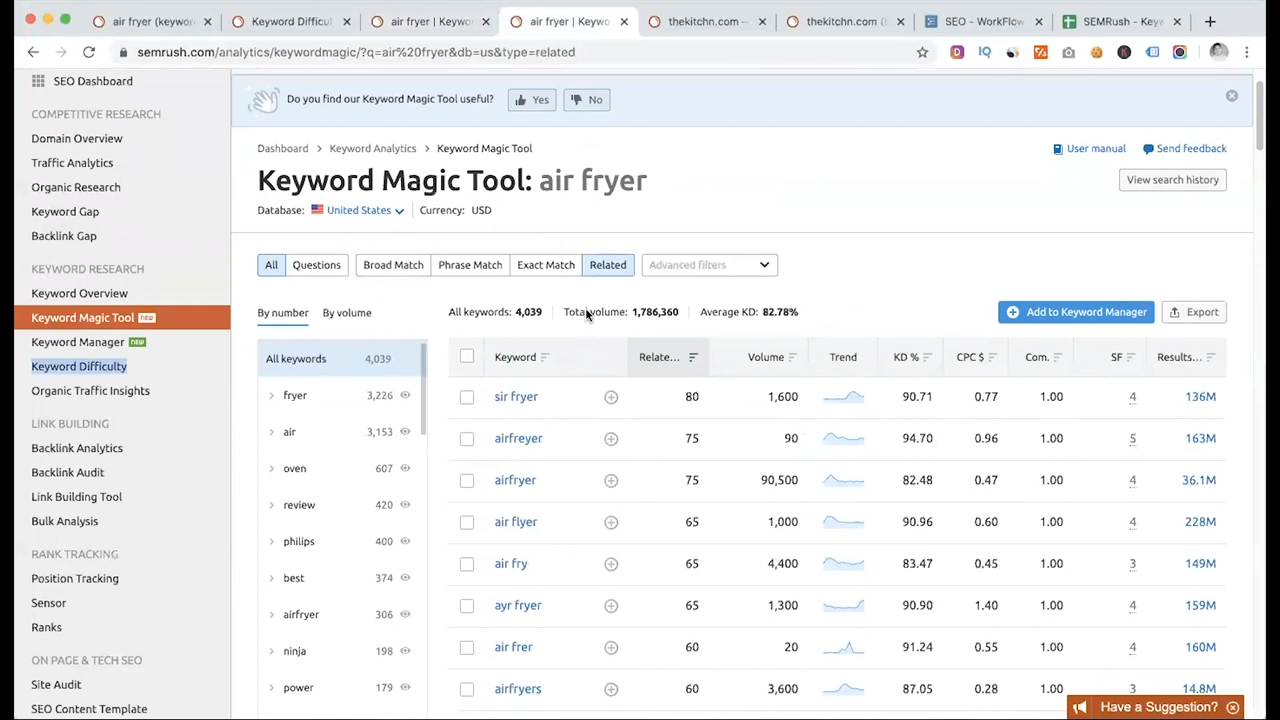 air fryer (keywor
Keyword Difficul
air fryer | Keywo
air fryer | Keywo
thekitchn.com —
thekitchn.com (
SEO - WorkFlow
SEMRush - Keyw
semrush.com/analytics/keywordmagic/?q=air%20fryer&db=us&type=related
SEO Dashboard
COMPETITIVE RESEARCH
Domain Overview
Traffic Analytics
Organic Research
Keyword Gap
Backlink Gap
KEYWORD RESEARCH
Keyword Overview
Keyword Magic Tool NEW
Keyword Manager NEW
Keyword Difficulty
Organic Traffic Insights
LINK BUILDING
Backlink Analytics
Backlink Audit
Link Building Tool
Bulk Analysis
RANK TRACKING
Position Tracking
Sensor
Ranks
ON PAGE & TECH SEO
Site Audit
SEO Content Template
Do you find our Keyword Magic Tool useful? Yes No
Dashboard > Keyword Analytics > Keyword Magic Tool
User manual Send feedback
Keyword Magic Tool: air fryer
View search history
Database: United States Currency: USD
All Questions Broad Match Phrase Match Exact Match Related Advanced filters
By number By volume
All keywords: 4,039 Total volume: 1,786,360 Average KD: 82.78%
Add to Keyword Manager Export
All keywords 4,039
fryer 3,226
air 3,153
oven 607
review 420
philips 400
best 374
airfryer 306
ninja 198
power 179
Keyword Relate... Volume Trend KD % CPC $ Com. SF Results...
sir fryer 80 1,600 90.71 0.77 1.00 4 136M
airfreyer 75 90 94.70 0.96 1.00 5 163M
airfryer 75 90,500 82.48 0.47 1.00 4 36.1M
air flyer 65 1,000 90.96 0.60 1.00 4 228M
air fry 65 4,400 83.47 0.45 1.00 3 149M
ayr fryer 65 1,300 90.90 1.40 1.00 4 159M
air frer 60 20 91.24 0.55 1.00 4 160M
airfryers 60 3,600 87.05 0.28 1.00 3 14.8M
Have a Suggestion?